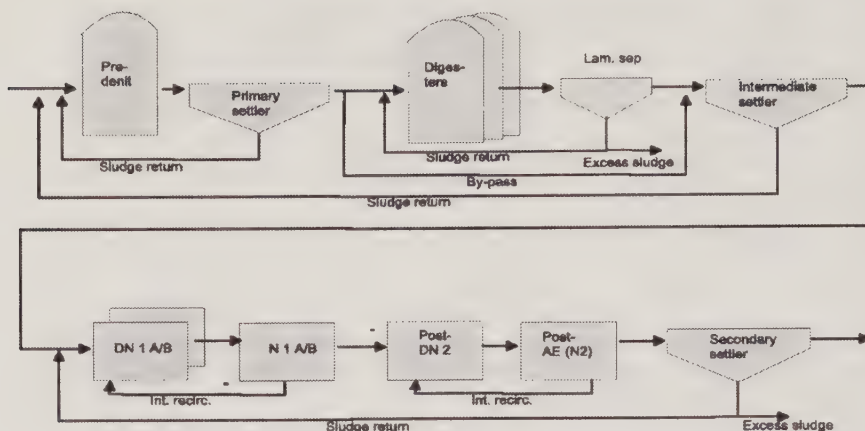 Pre-
denit
Primary
settler
Diges-
ters
Lam. sep
Intermediate
settler
Sludge return
Sludge return
Excess sludge
By-pass
Sludge return
DN 1 A/B
N 1 A/B
Post-
DN 2
Post-
AE (N2)
Secondary
settler
Int. recirc.
Int. recirc.
Sludge return
Excess sludge